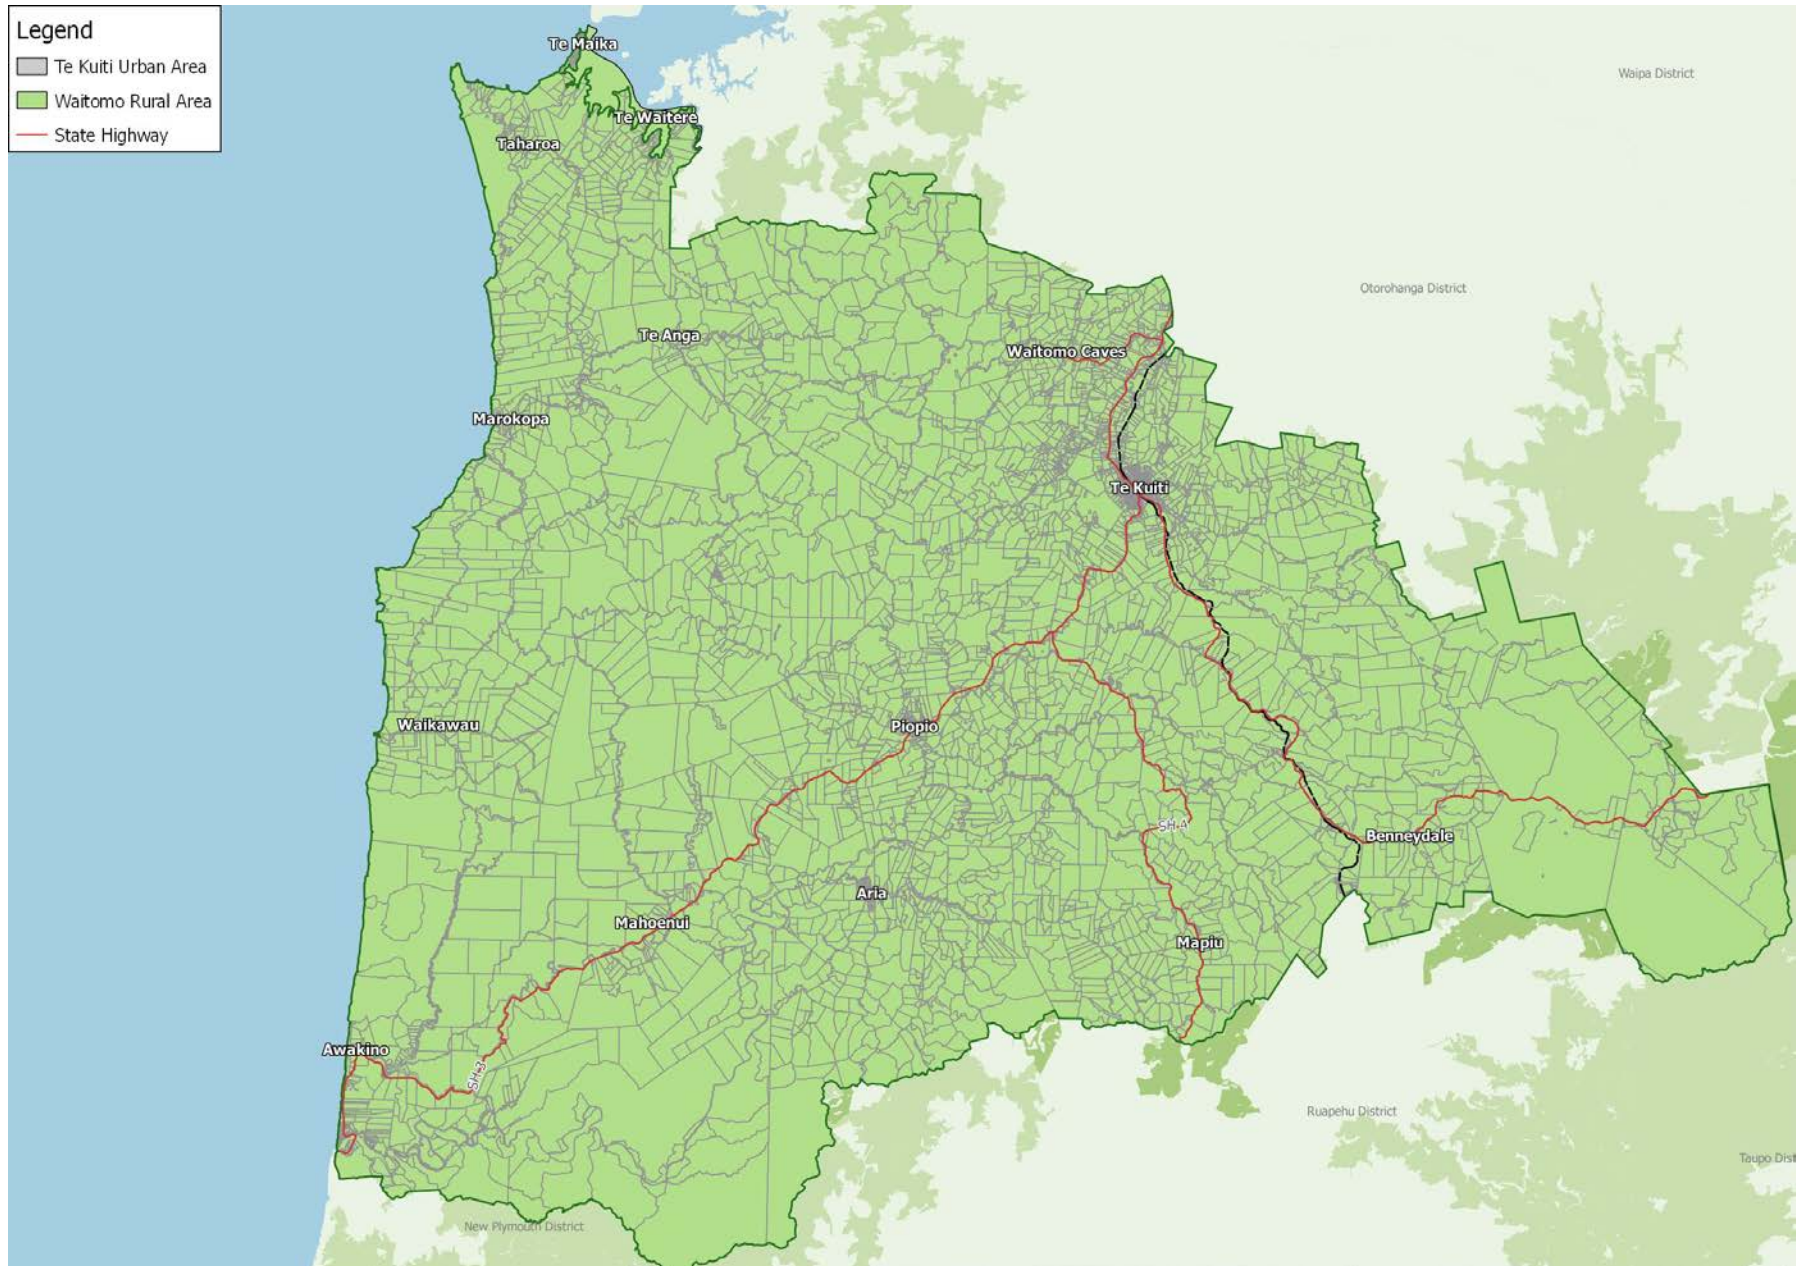 Legend
Te Kuiti Urban Area
Waitomo Rural Area
State Highway
Te Maika
Waipa District
Te Waitere
Taharoa
Otorohanga District
Te Anga
Waitomo Caves
Marokopa
Te Kuiti
Waikawau
Piopio
SH 4
Benneydale
Aria
Mahoenui
Mapiu
Awakino
SH 3
Ruapehu District
Taupo Dist
New Plymouth District